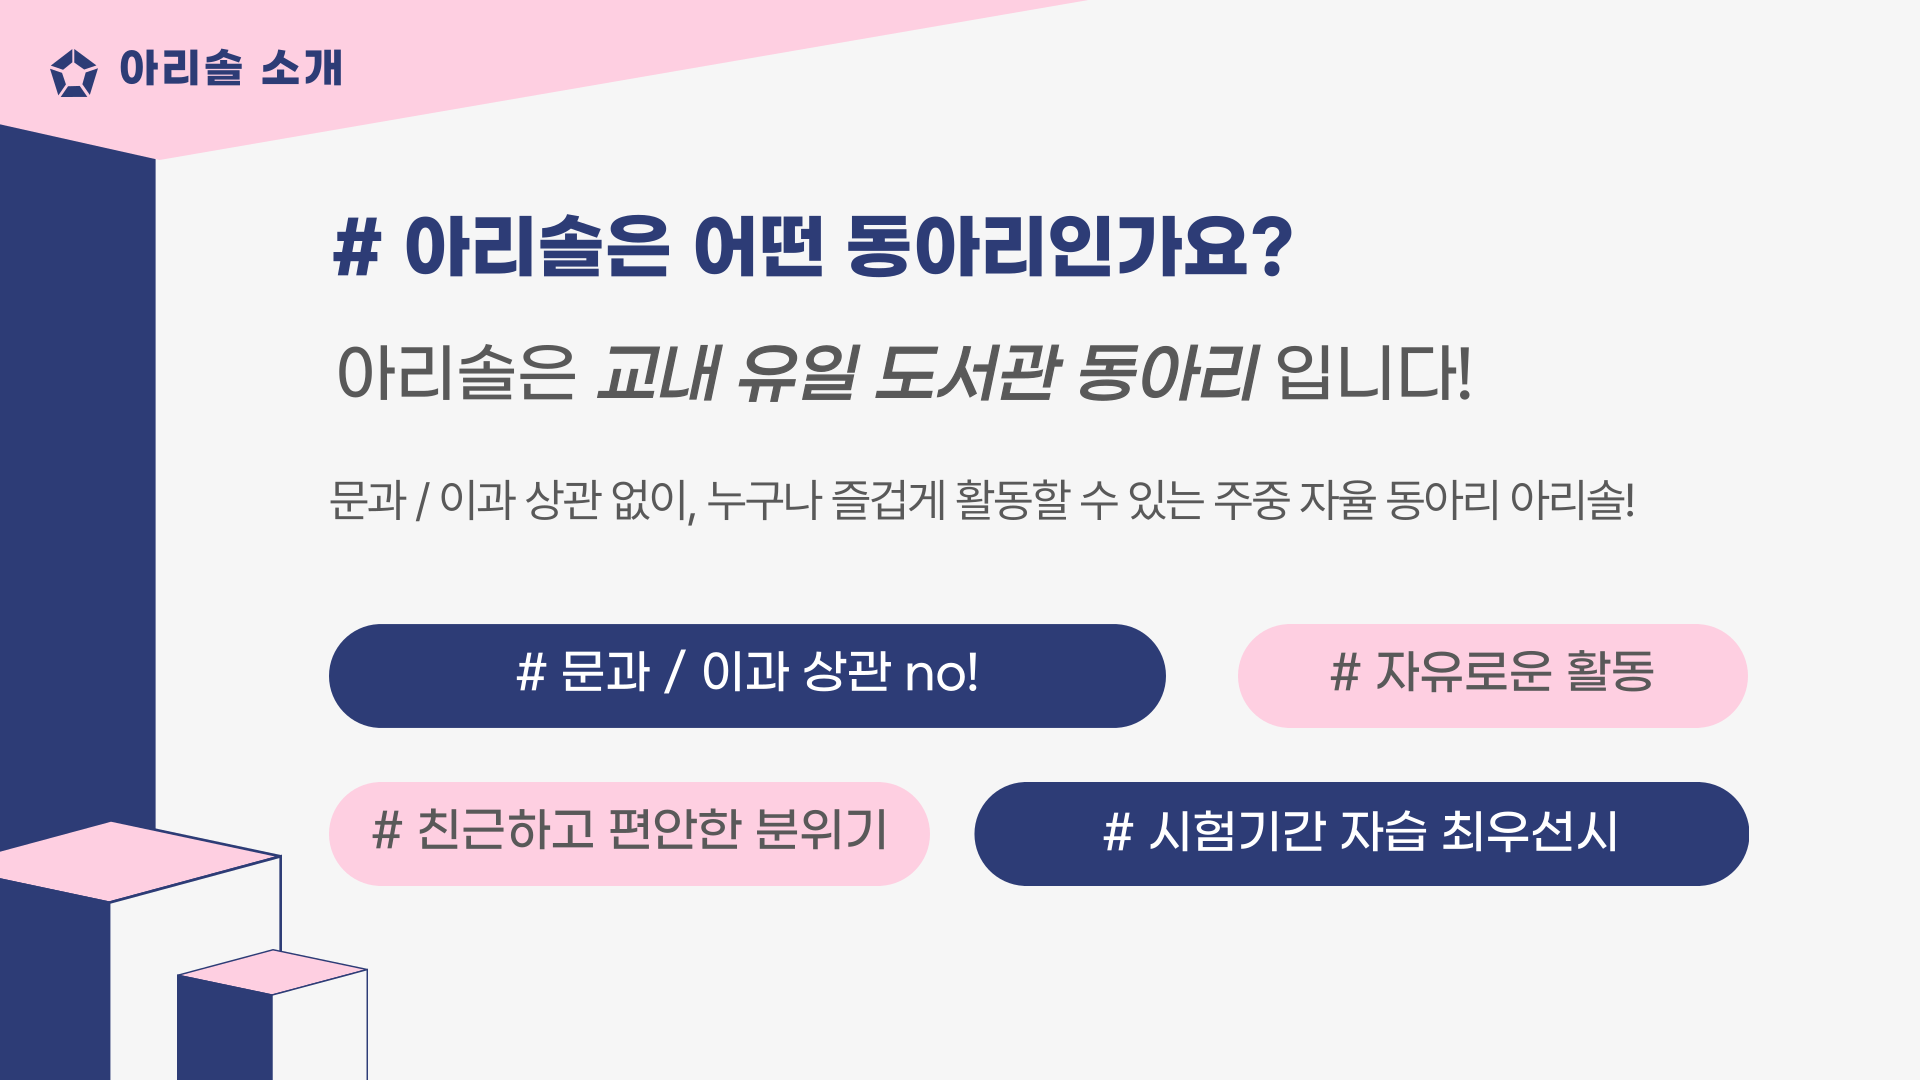 아리솔 소개
# 아리솔은 어떤 동아리인가요?
아리솔은 교내 유일 도서관 동아리 입니다!
문과 / 이과 상관 없이, 누구나 즐겁게 활동할 수 있는 주중 자율 동아리 아리솔!
# 문과 / 이과 상관 no!
# 자유로운 활동
# 친근하고 편안한 분위기
# 시험기간 자습 최우선시